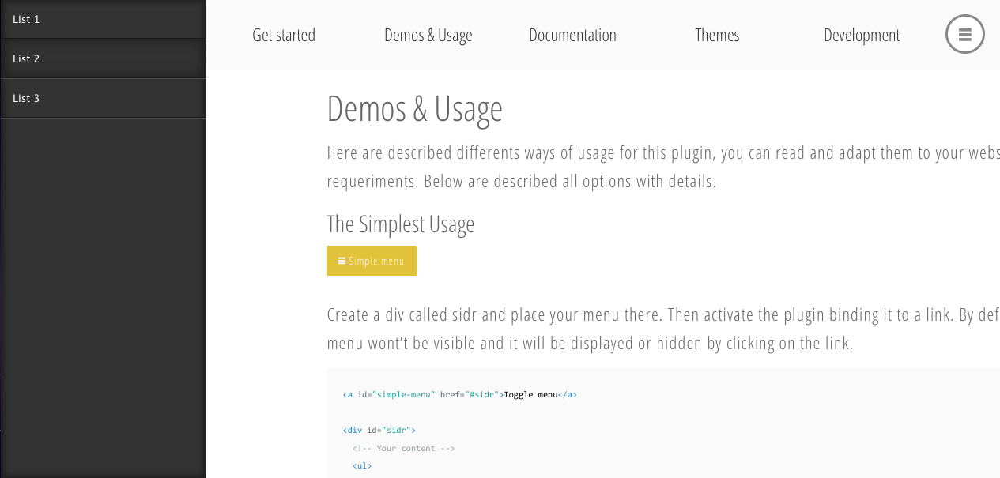 List 1
List 2
List 3
Get started Demos & Usage Documentation Themes Development
Demos & Usage
Here are described differents ways of usage for this plugin, you can read and adapt them to your webs
requeriments. Below are described all options with details.
The Simplest Usage
Simple menu
Create a div called sidr and place your menu there. Then activate the plugin binding it to a link. By def
menu wont’t be visible and it will be displayed or hidden by clicking on the link.
<a id="simple-menu" href="#sidr">Toggle menu</a>
<div id="sidr">
<!-- Your content -->
<ul>